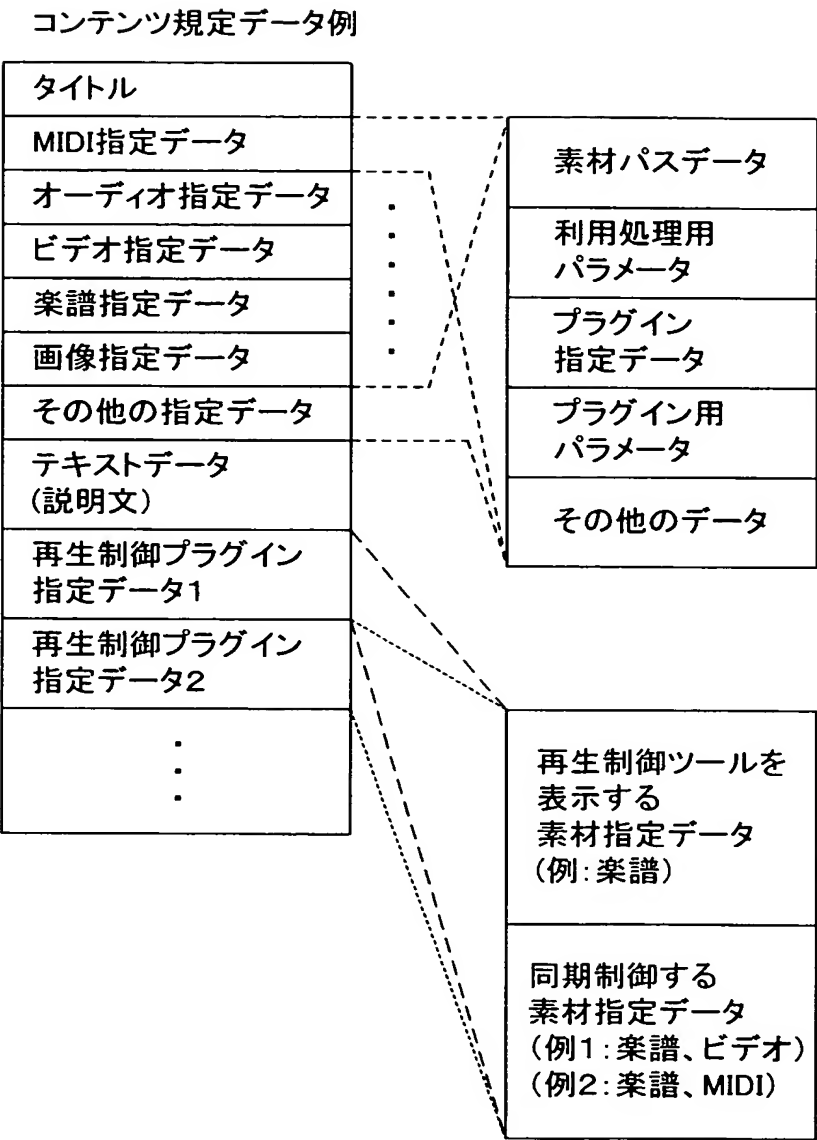 コンテンツ規定データ例
タイトル
MIDI指定データ
オーディオ指定データ
ビデオ指定データ
楽譜指定データ
画像指定データ
その他の指定データ
テキストデータ
(説明文)
再生制御プラグイン
指定データ1
再生制御プラグイン
指定データ2
素材パスデータ
利用処理用
パラメータ
プラグイン
指定データ
プラグイン用
パラメータ
その他のデータ
再生制御ツールを
表示する
素材指定データ
(例:楽譜)
同期制御する
素材指定データ
(例1:楽譜、ビデオ)
(例2:楽譜、MIDI)